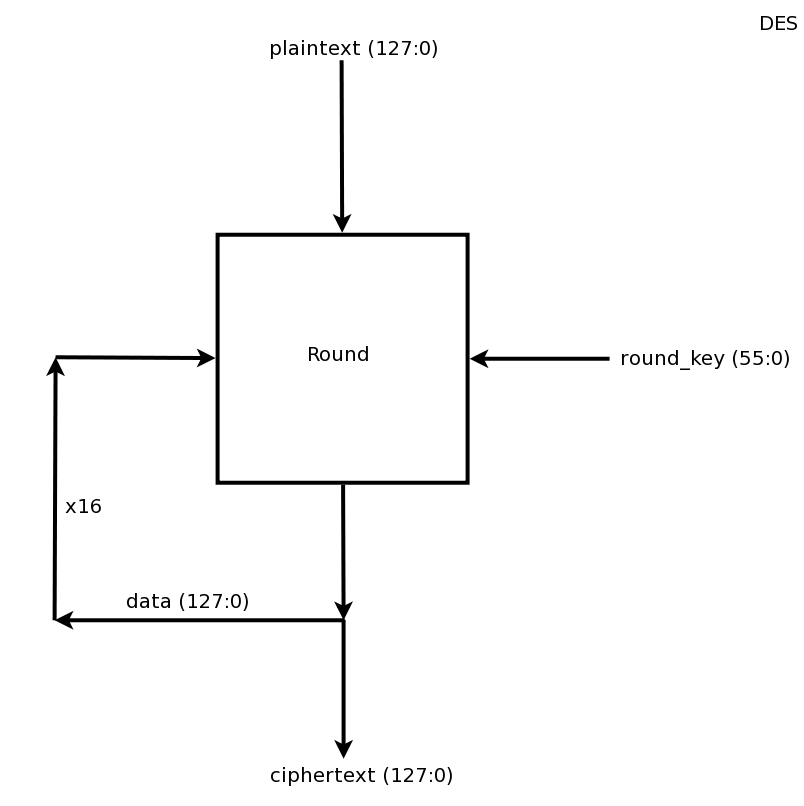 DES
plaintext (127:0)
Round
round_key (55:0)
x16
data (127:0)
ciphertext (127:0)